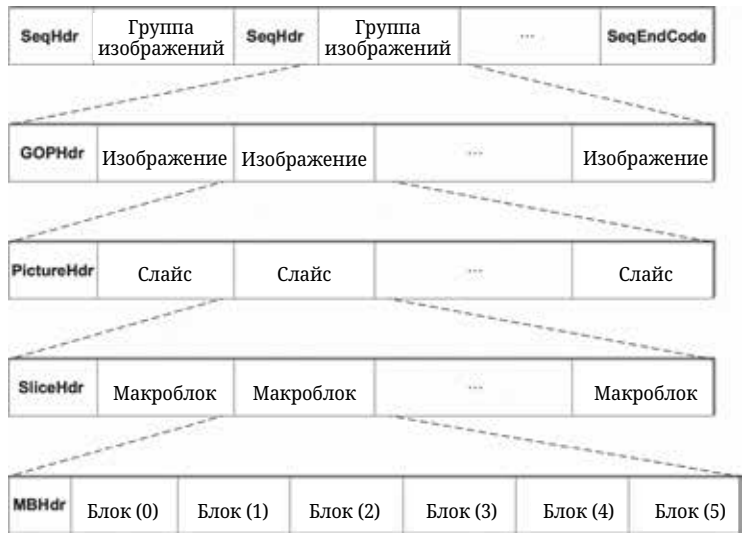 SeqHdr Группа изображений SeqHdr Группа изображений ... SeqEndCode
GOPHdr Изображение Изображение ... Изображение
PictureHdr Слайс Слайс ... Слайс
SliceHdr Макроблок Макроблок ... Макроблок
MBHdr Блок (0) Блок (1) Блок (2) Блок (3) Блок (4) Блок (5)